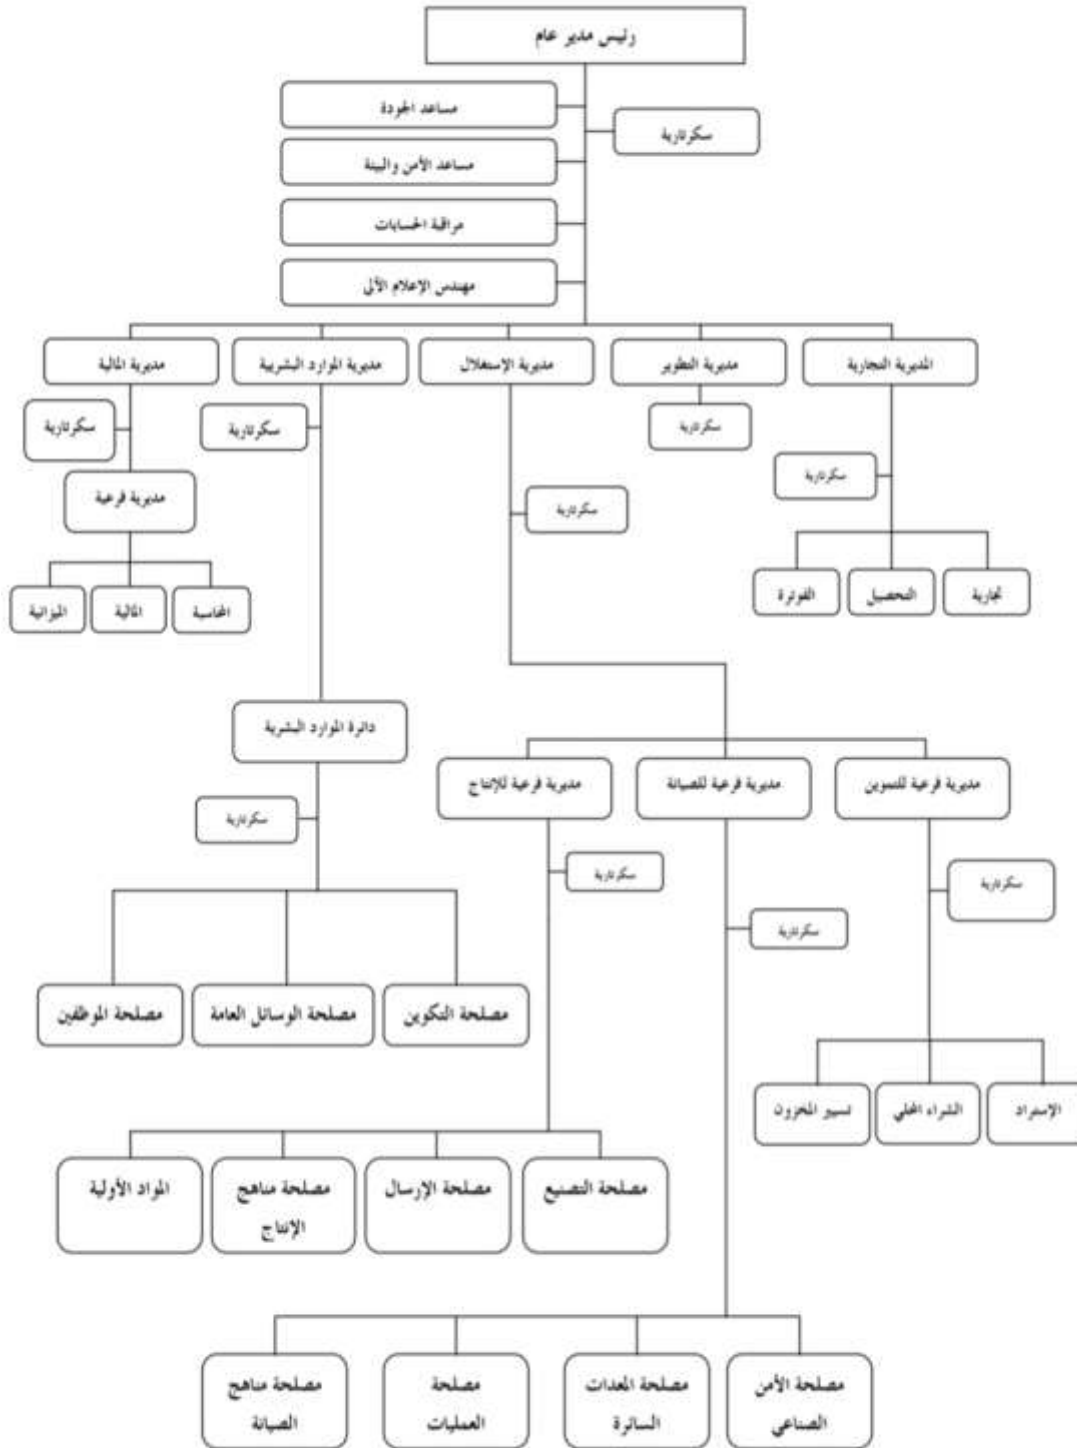 رئيس مدير عام
مساعد الجودة
سكرتارية
مساعد الأمن والبيئة
مراقبة الحسابات
مهندس الإعلام الآلي
المديرية التجارية
مديرية التطوير
مديرية الإستغلال
مديرية الموارد البشرية
مديرية المالية
سكرتارية
سكرتارية
سكرتارية
سكرتارية
سكرتارية
مديرية فرعية
تجارية
التحصيل
الفوترة
المحاسبة
المالية
الميزانية
دائرة الموارد البشرية
مديرية فرعية للتموين
مديرية فرعية للصيانة
مديرية فرعية للإنتاج
سكرتارية
سكرتارية
سكرتارية
سكرتارية
مصلحة التكوين
مصلحة الوسائل العامة
مصلحة الموظفين
الإستراد
الشراء المحلي
تسيير المخزون
مصلحة التصنيع
مصلحة الإرسال
مصلحة مناهج
الإنتاج
المواد الأولية
مصلحة الأمن
الصناعي
مصلحة المعدات
السائرة
مصلحة
العمليات
مصلحة مناهج
الصيانة